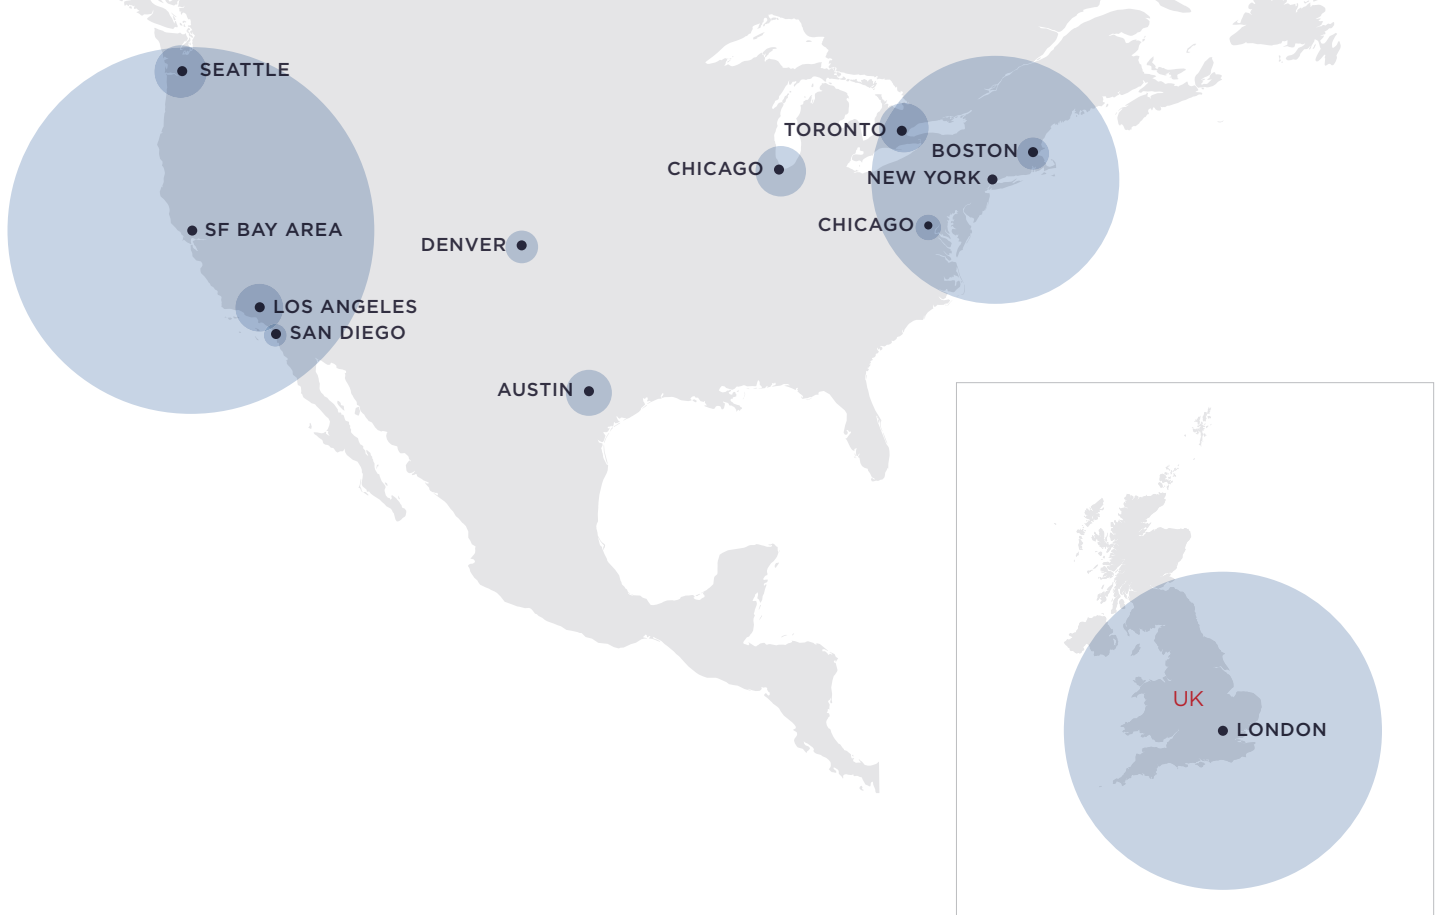 SEATTLE
TORONTO
BOSTON
CHICAGO
NEW YORK
CHICAGO
SF BAY AREA
DENVER
LOS ANGELES
SAN DIEGO
AUSTIN
UK
LONDON